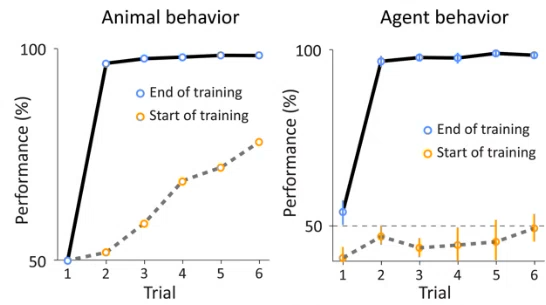 Animal behavior
Performance (%)
100
50
End of training
Start of training
1 2 3 4 5 6
Trial
Agent behavior
Performance (%)
100
50
End of training
Start of training
1 2 3 4 5 6
Trial